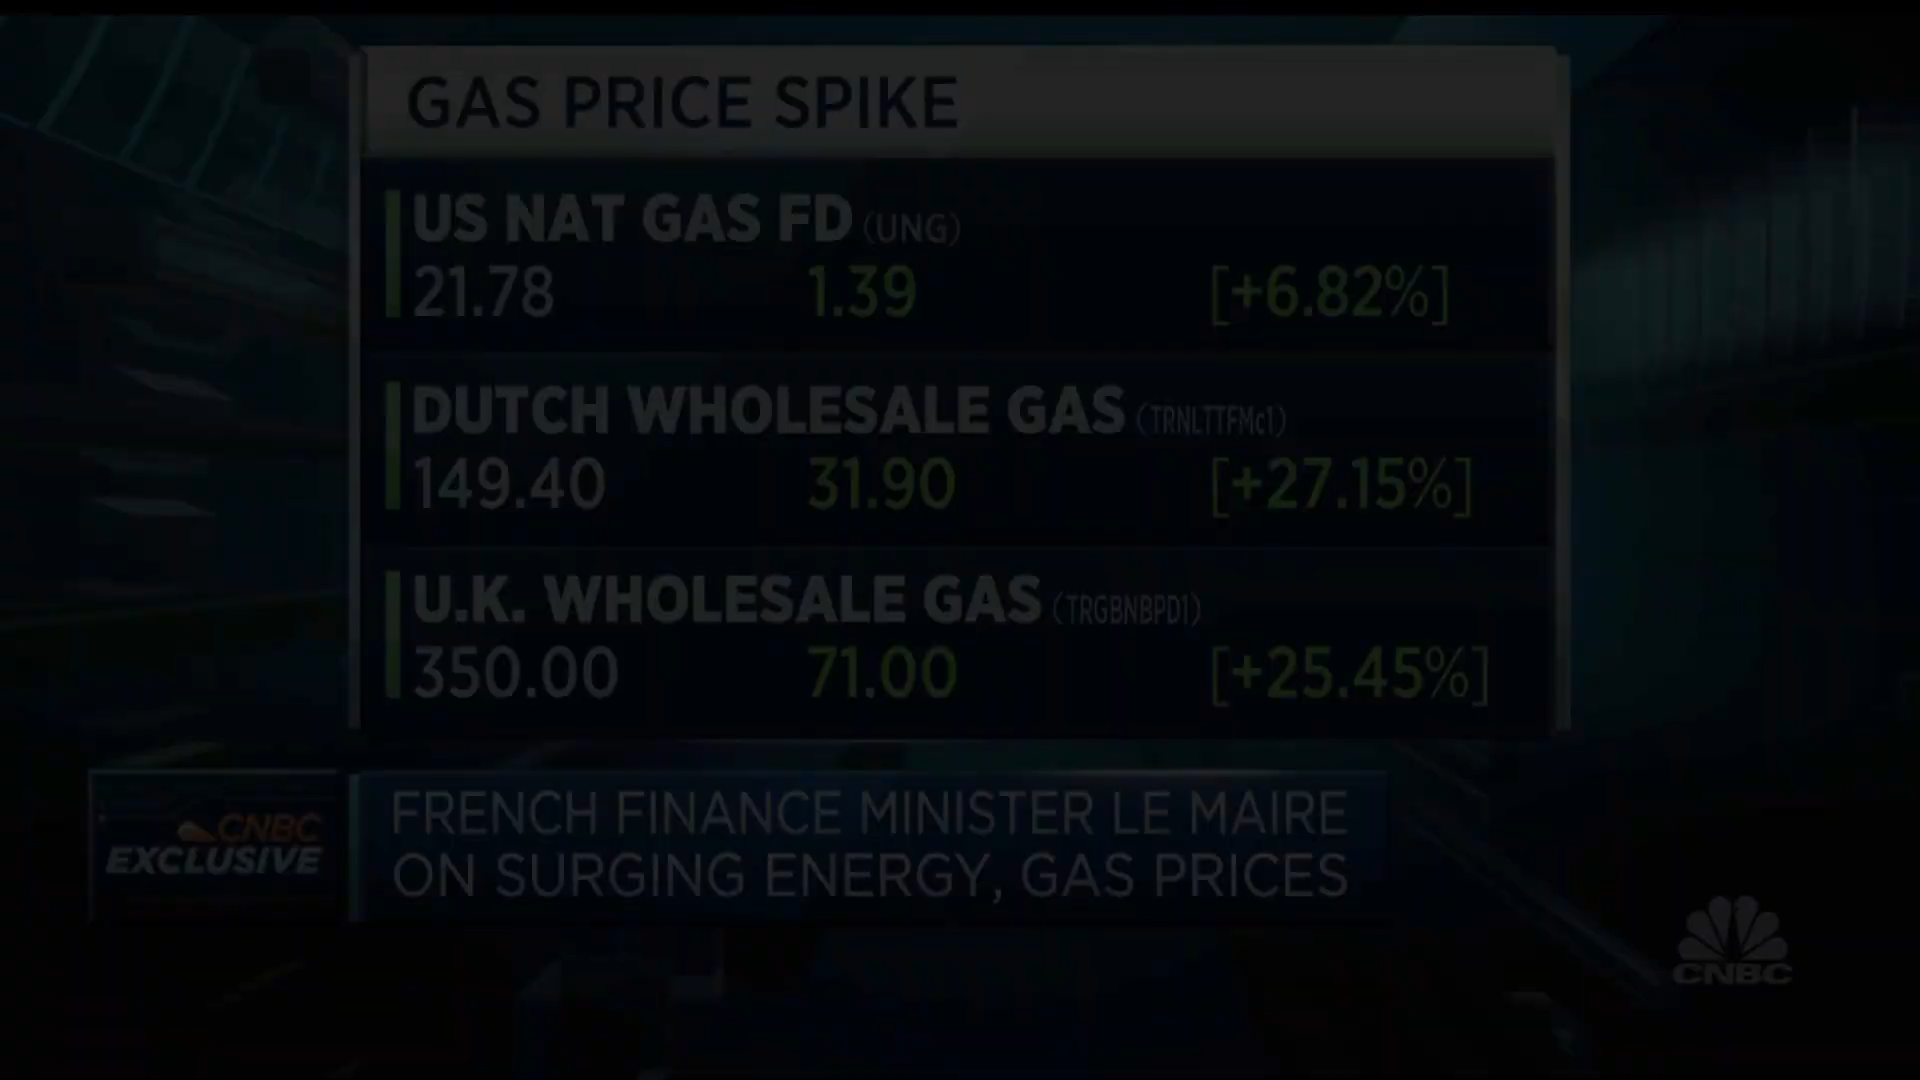 GAS PRICE SPIKE
US NAT GAS FD (UNG)
21.78 1.39 [+6.82%]
DUTCH WHOLESALE GAS (TRNLTTFMc1)
149.40 31.90 [+27.15%]
U.K. WHOLESALE GAS (TRGBNBPD1)
350.00 71.00 [+25.45%]
CNBC
EXCLUSIVE
FRENCH FINANCE MINISTER LE MAIRE
ON SURGING ENERGY, GAS PRICES
CNBC